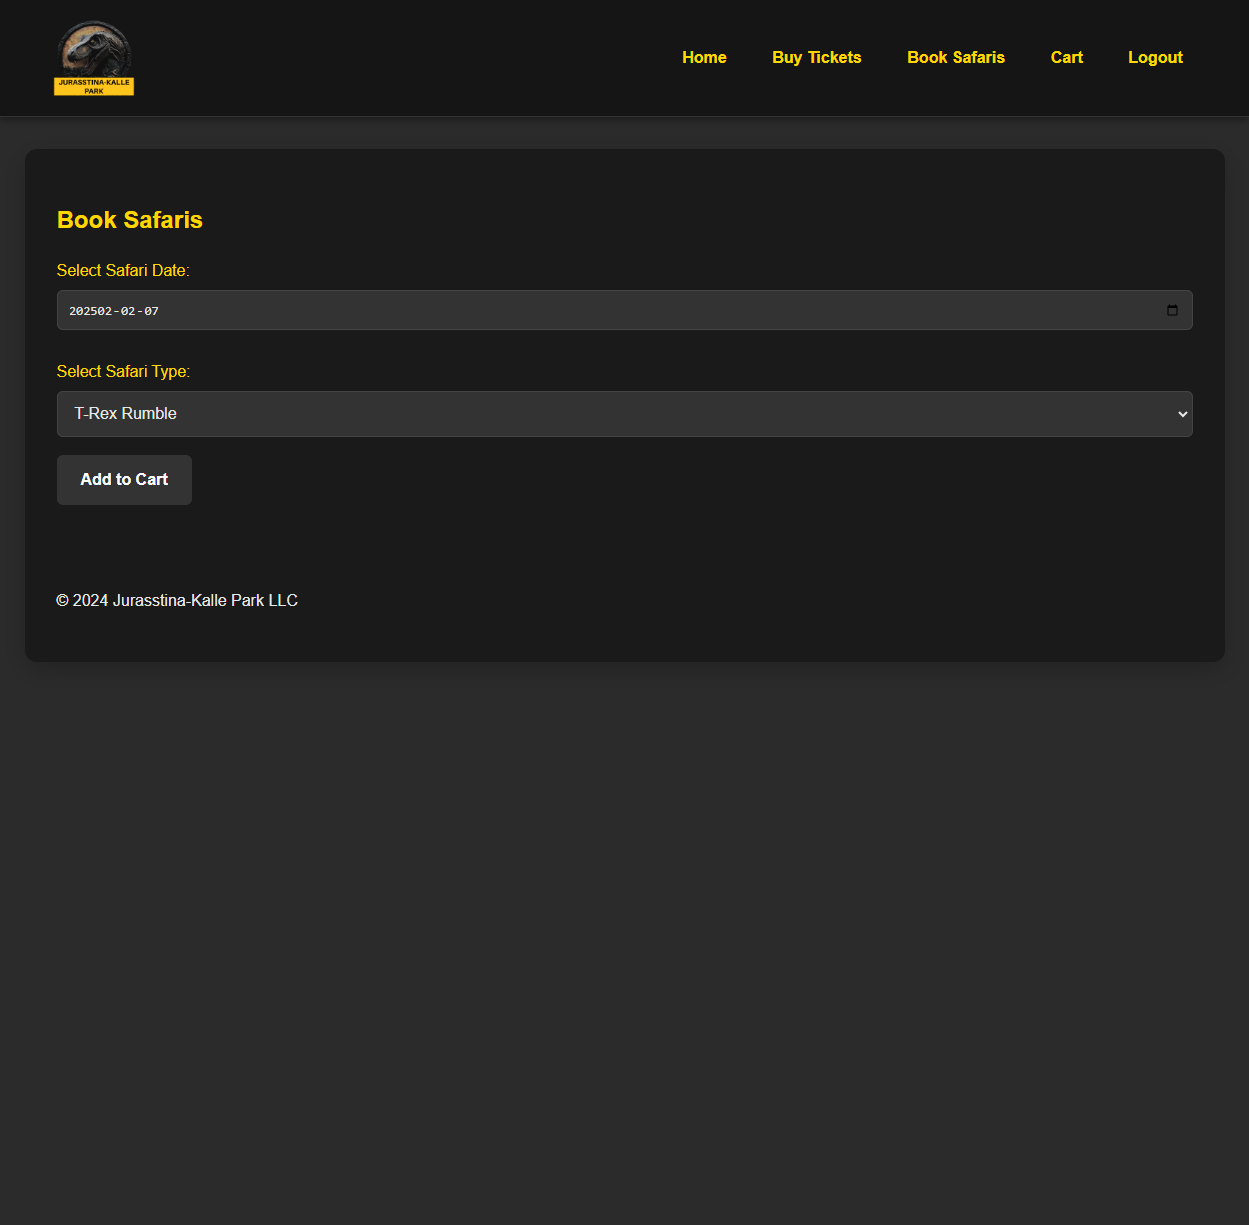 JURASSTINA-KALLE
PARK
Home
Buy Tickets
Book Safaris
Cart
Logout
Book Safaris
Select Safari Date:
202502-02-07
Select Safari Type:
T-Rex Rumble
Add to Cart
© 2024 Jurasstina-Kalle Park LLC